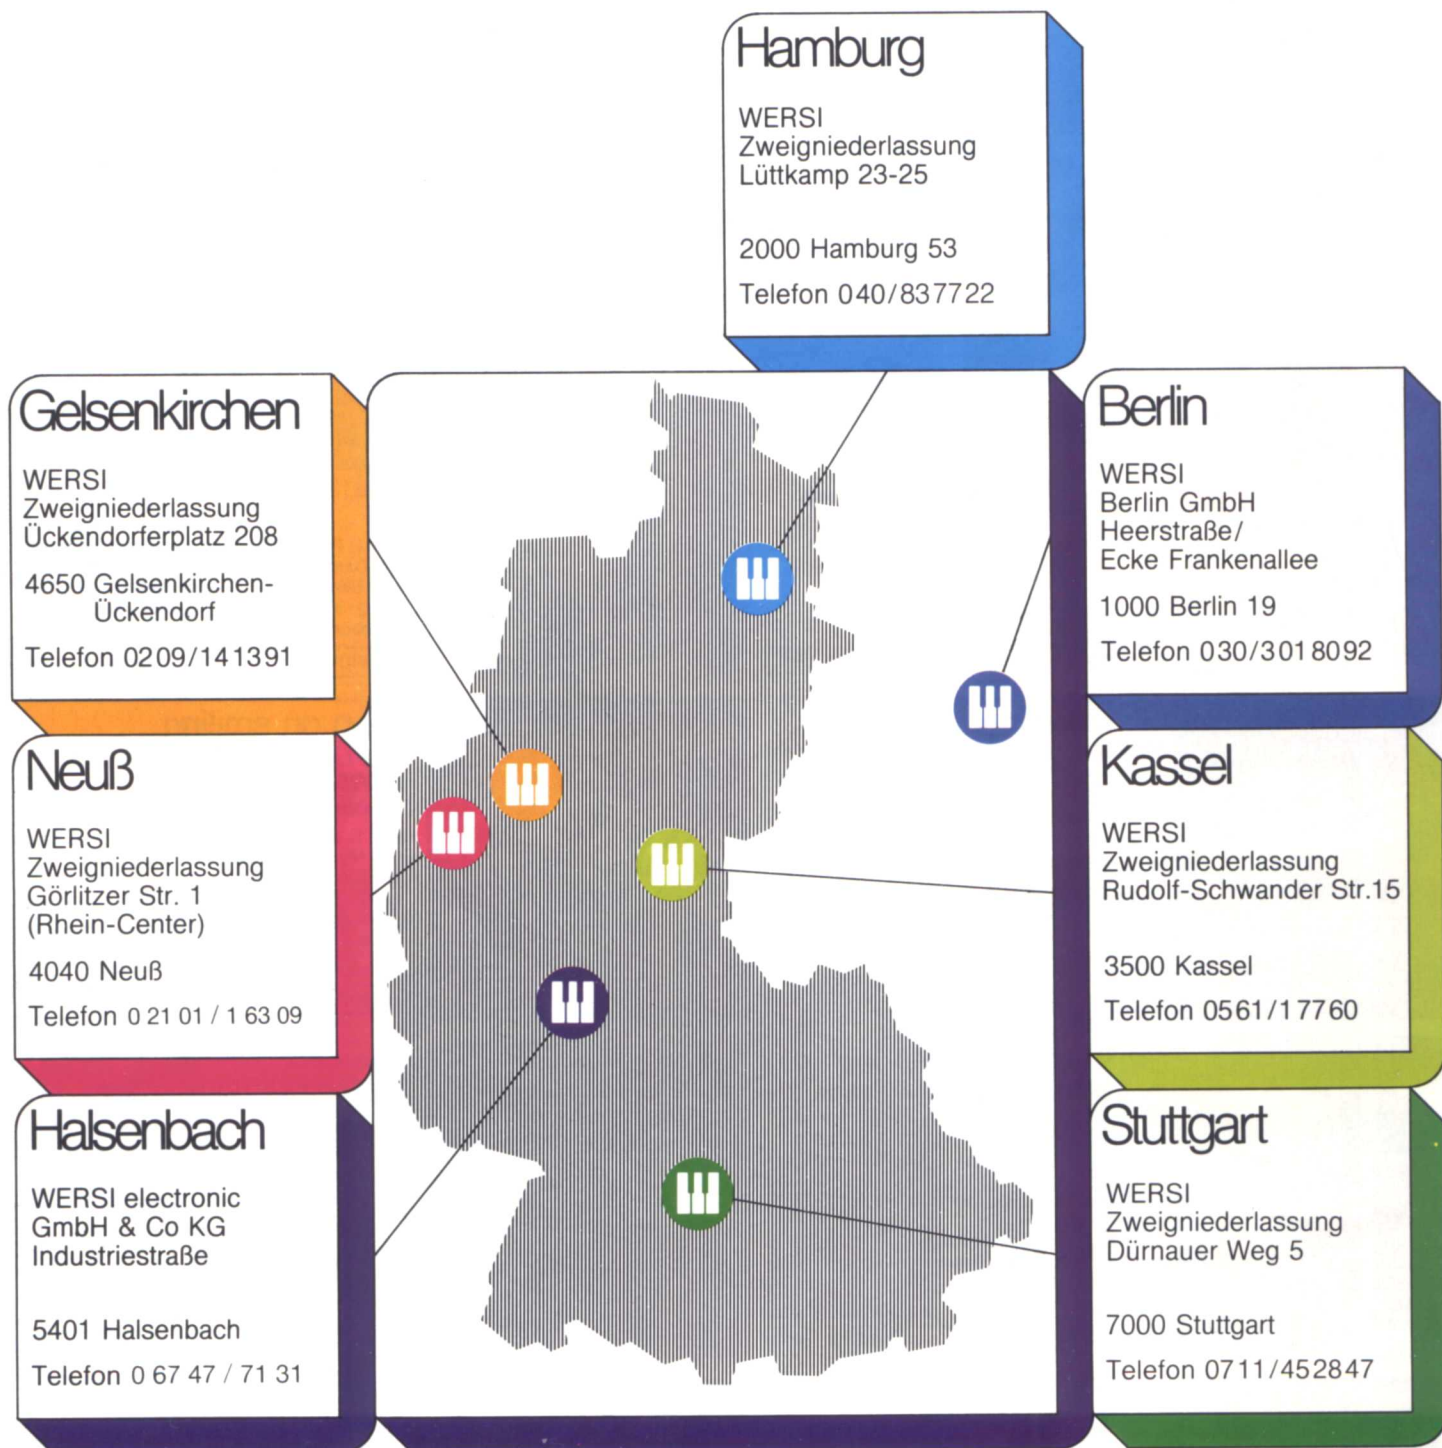 Hamburg
WERSI
Zweigniederlassung
Lüttkamp 23-25
2000 Hamburg 53
Telefon 040/837722
Gelsenkirchen
WERSI
Zweigniederlassung
Ückendorferplatz 208
4650 Gelsenkirchen-
Ückendorf
Telefon 0209/141391
Berlin
WERSI
Berlin GmbH
Heerstraße/
Ecke Frankenallee
1000 Berlin 19
Telefon 030/3018092
Neuß
WERSI
Zweigniederlassung
Görlitzer Str. 1
(Rhein-Center)
4040 Neuß
Telefon 0 21 01 / 1 63 09
Kassel
WERSI
Zweigniederlassung
Rudolf-Schwander Str.15
3500 Kassel
Telefon 0561/17760
Halsenbach
WERSI electronic
GmbH & Co KG
Industriestraße
5401 Halsenbach
Telefon 0 67 47 / 71 31
Stuttgart
WERSI
Zweigniederlassung
Dürnauer Weg 5
7000 Stuttgart
Telefon 0711/452847